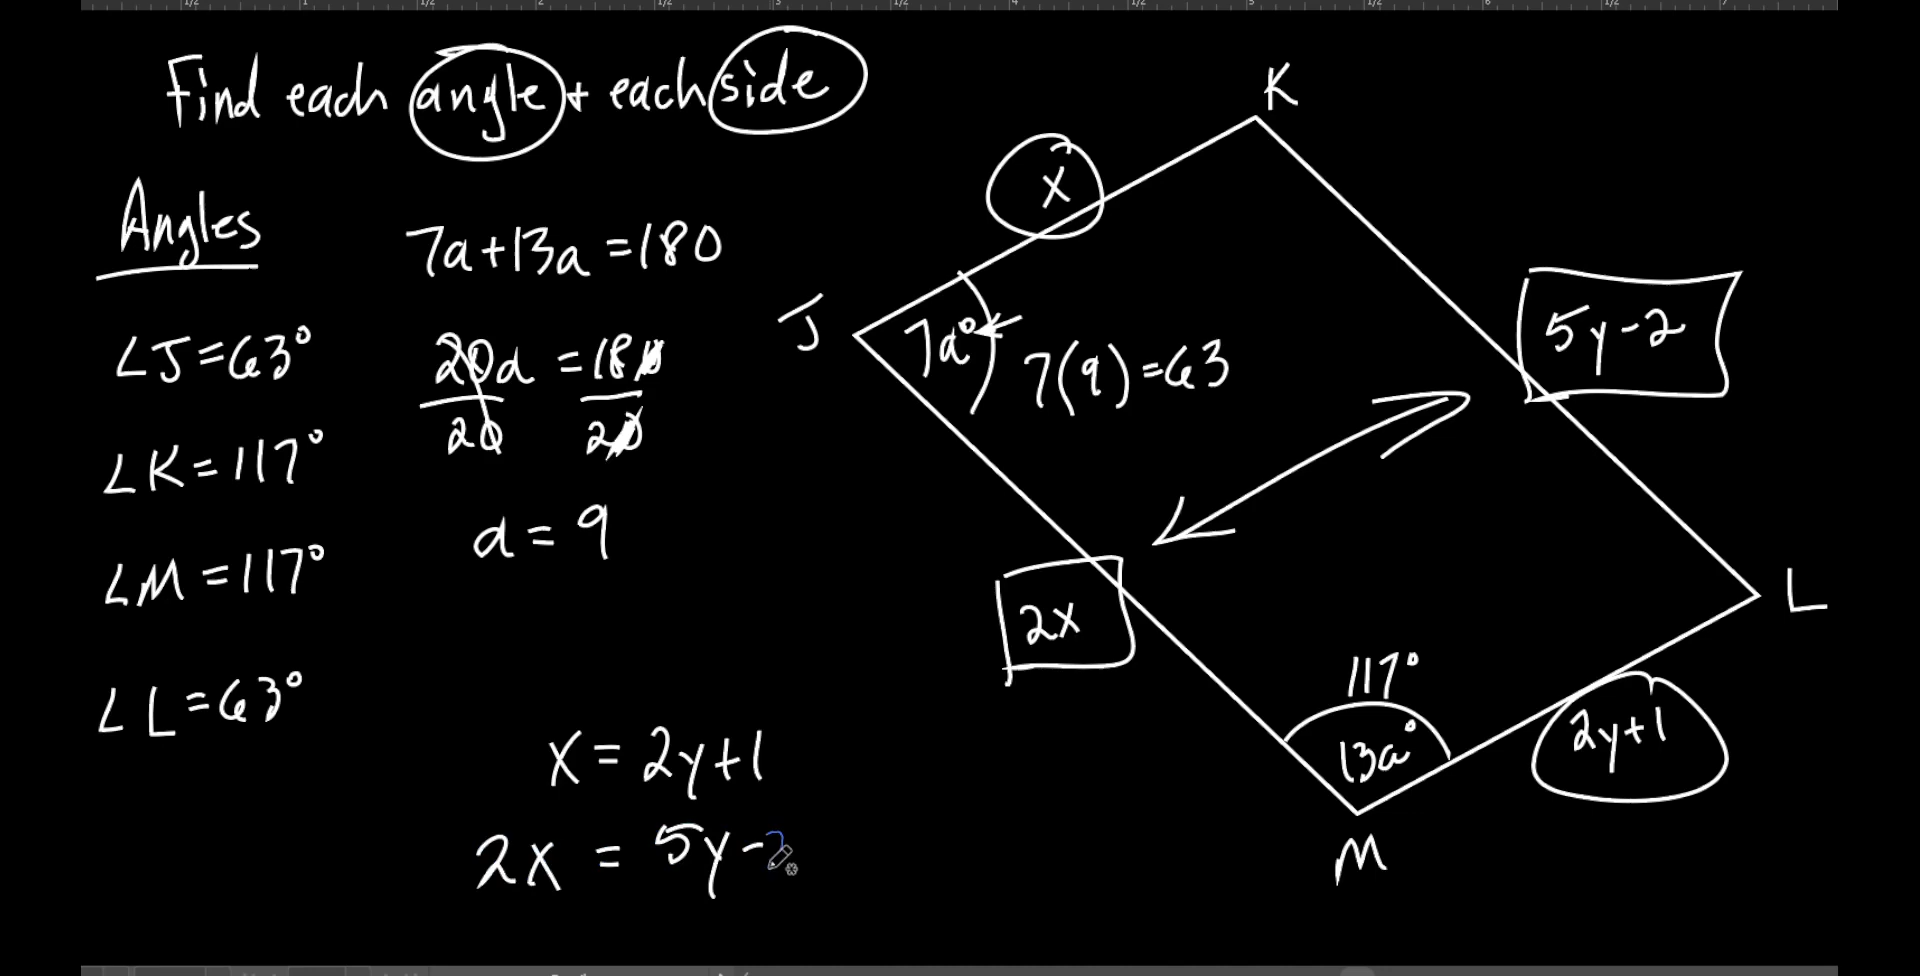 Find each angle + each side
Angles
7a+13a=180
∠J=63°
20a = 180
20 20
∠K=117°
a = 9
∠M=117°
∠L=63°
x = 2y+1
2x = 5y-2
K
x
J
7a°
7(9)=63
5y-2
2x
L
117°
13a°
2y+1
M